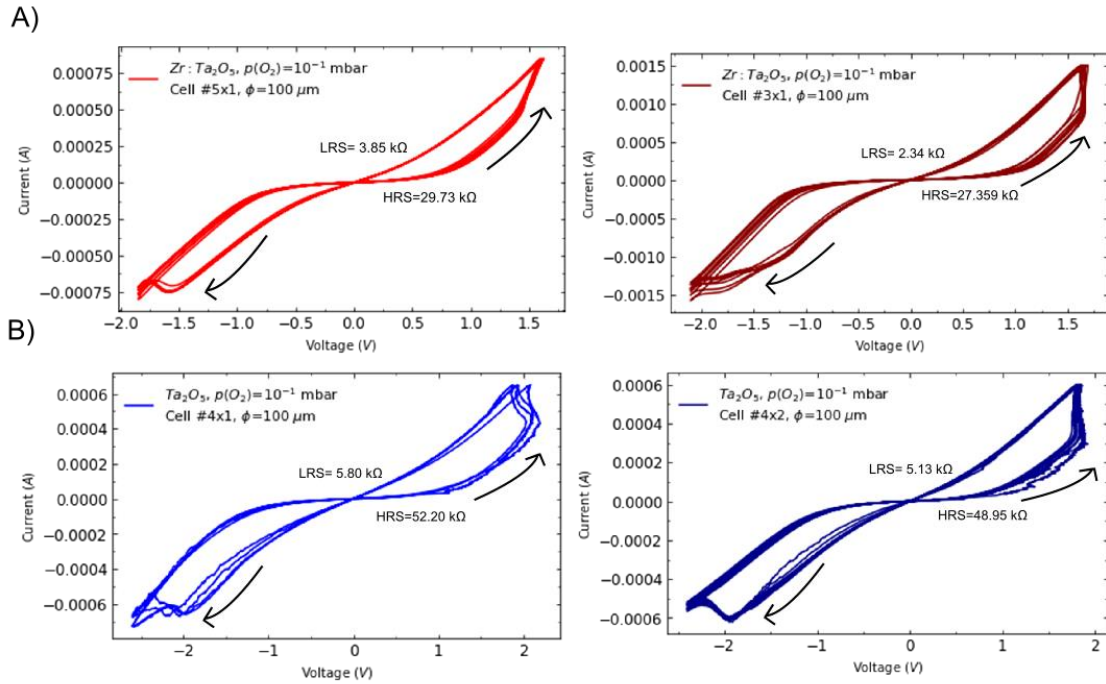 A)
Zr : Ta₂O₅, p(O₂)=10⁻¹ mbar
Cell #5x1, ϕ=100 μm
LRS= 3.85 kΩ
HRS=29.73 kΩ
Current (A)
0.00075
0.00050
0.00025
0.00000
−0.00025
−0.00050
−0.00075
−2.0 −1.5 −1.0 −0.5 0.0 0.5 1.0 1.5
Voltage (V)
Zr : Ta₂O₅, p(O₂)=10⁻¹ mbar
Cell #3x1, ϕ=100 μm
LRS= 2.34 kΩ
HRS=27.359 kΩ
Current (A)
0.0015
0.0010
0.0005
0.0000
−0.0005
−0.0010
−0.0015
−2.0 −1.5 −1.0 −0.5 0.0 0.5 1.0 1.5
Voltage (V)
B)
Ta₂O₅, p(O₂)=10⁻¹ mbar
Cell #4x1, ϕ=100 μm
LRS= 5.80 kΩ
HRS=52.20 kΩ
Current (A)
0.0006
0.0004
0.0002
0.0000
−0.0002
−0.0004
−0.0006
−2 −1 0 1 2
Voltage (V)
Ta₂O₅, p(O₂)=10⁻¹ mbar
Cell #4x2, ϕ=100 μm
LRS= 5.13 kΩ
HRS=48.95 kΩ
Current (A)
0.0006
0.0004
0.0002
0.0000
−0.0002
−0.0004
−0.0006
−2 −1 0 1 2
Voltage (V)